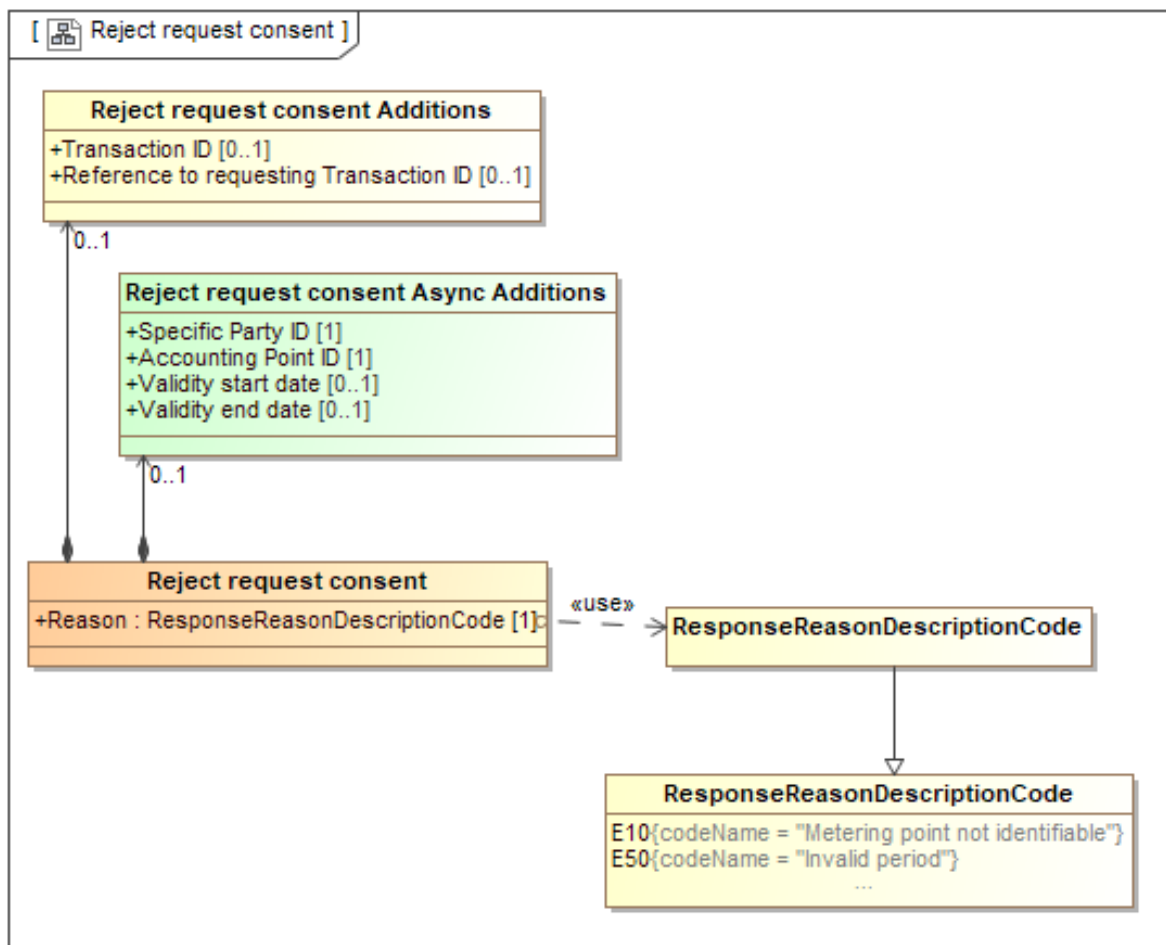 [ Reject request consent ]
Reject request consent Additions
+Transaction ID [0..1]
+Reference to requesting Transaction ID [0..1]
0..1
Reject request consent Async Additions
+Specific Party ID [1]
+Accounting Point ID [1]
+Validity start date [0..1]
+Validity end date [0..1]
0..1
Reject request consent
+Reason : ResponseReasonDescriptionCode [1]
«use»
ResponseReasonDescriptionCode
ResponseReasonDescriptionCode
E10{codeName = "Metering point not identifiable"}
E50{codeName = "Invalid period"}
...